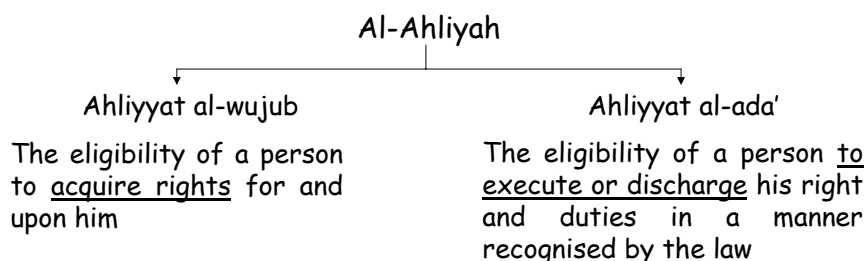 Al-Ahliyah
Ahliyyat al-wujub
The eligibility of a person
to acquire rights for and
upon him
Ahliyyat al-ada'
The eligibility of a person to
execute or discharge his right
and duties in a manner
recognised by the law